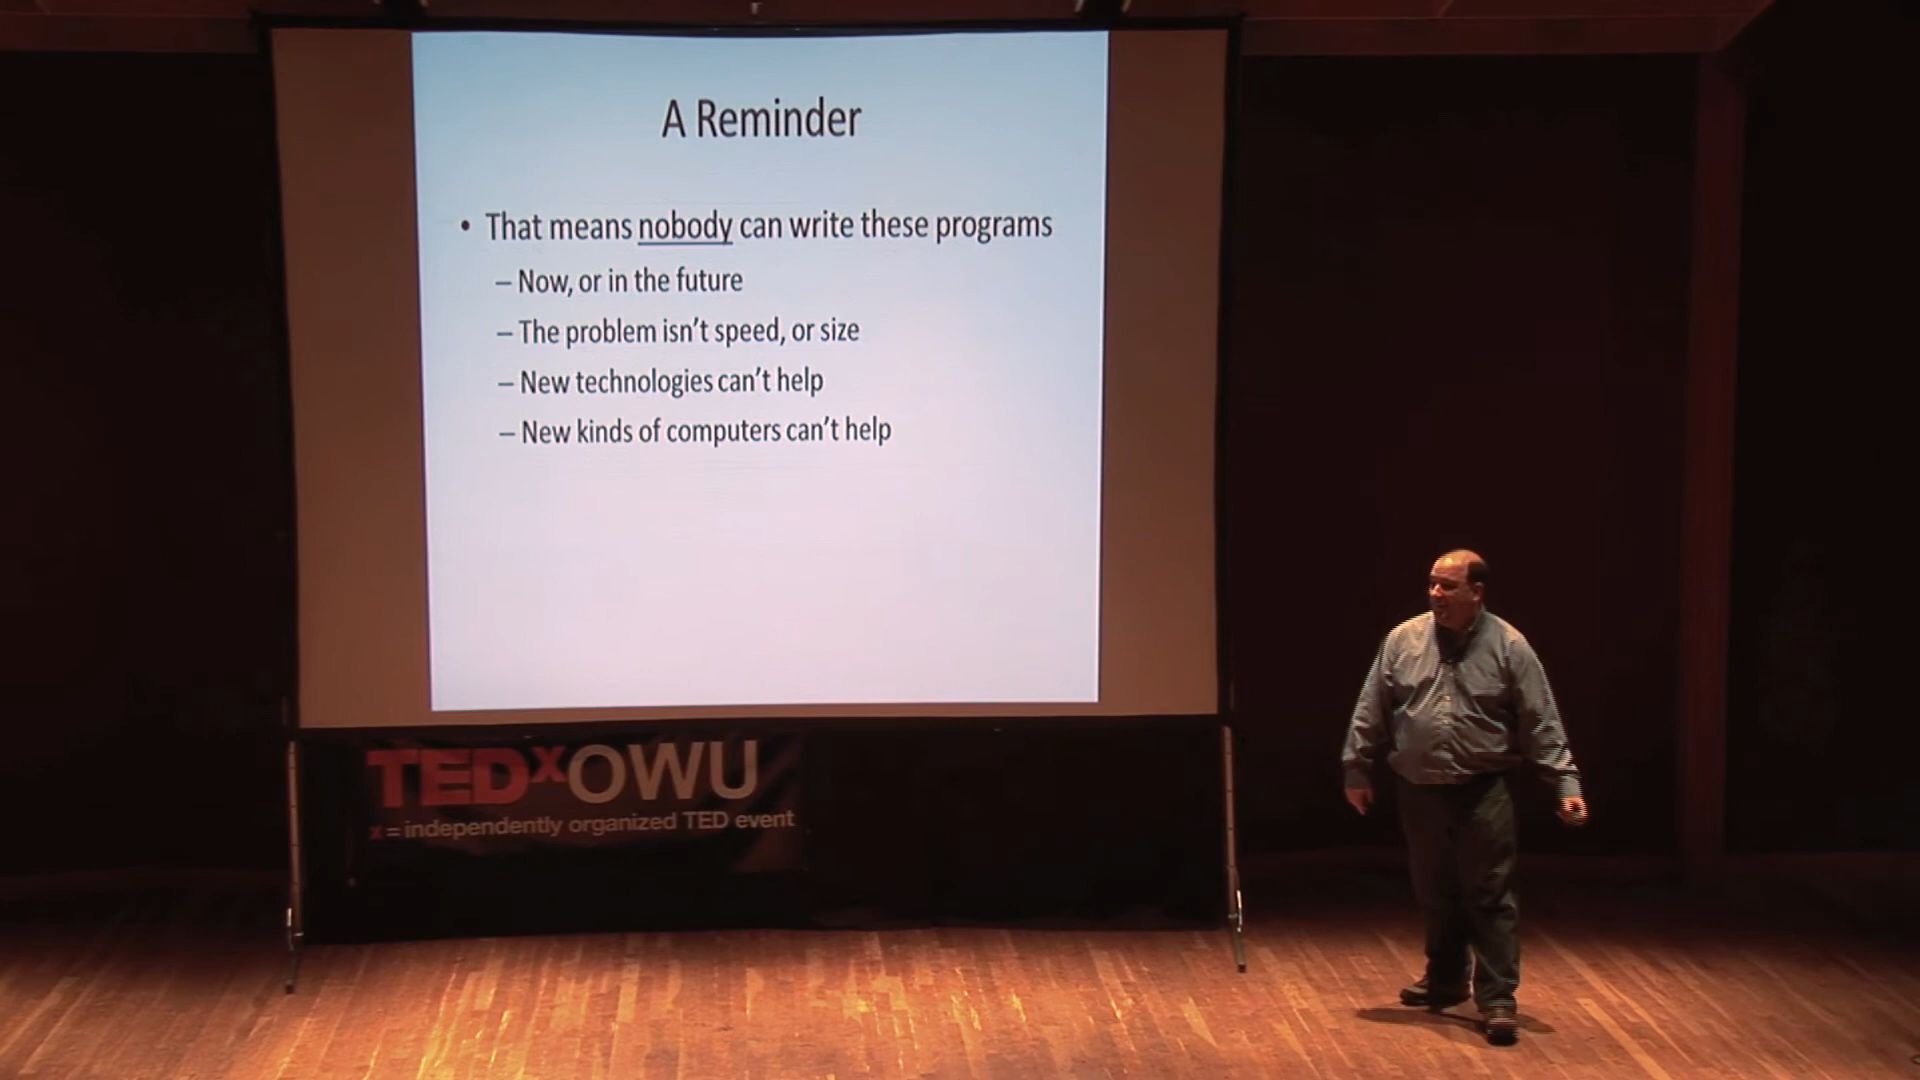 A Reminder
• That means nobody can write these programs
– Now, or in the future
– The problem isn't speed, or size
– New technologies can't help
– New kinds of computers can't help
TEDxOWU
x = independently organized TED event